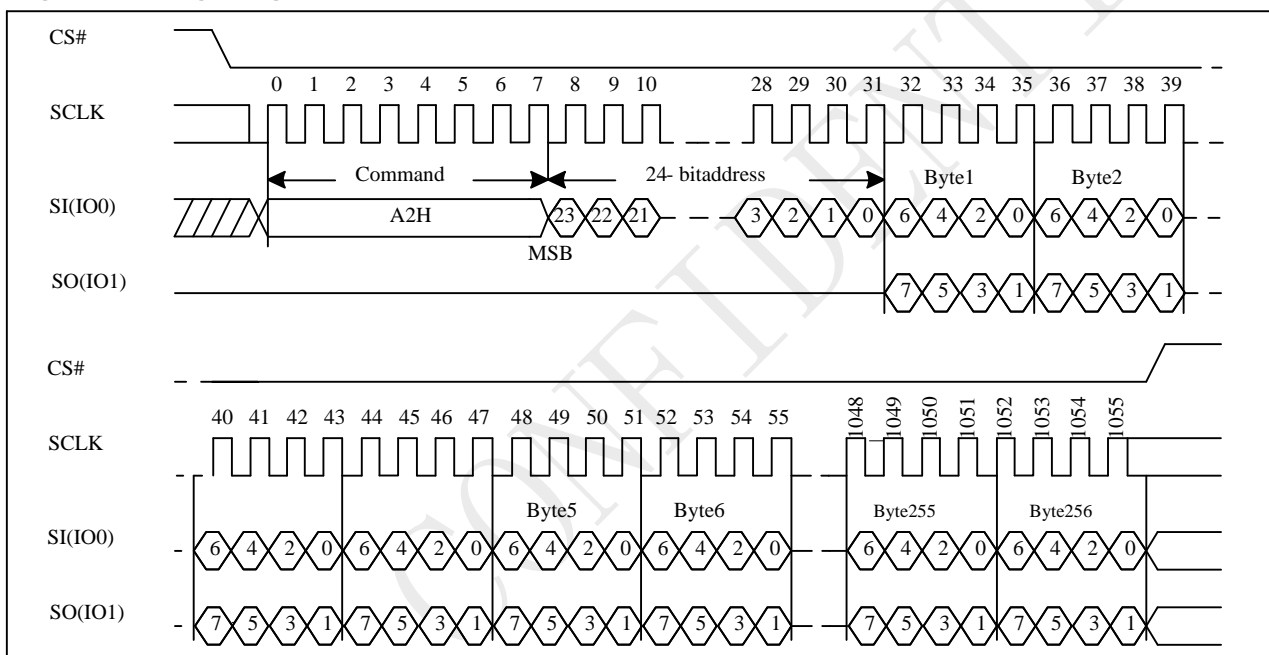 CS#
0 1 2 3 4 5 6 7 8 9 10 28 29 30 31 32 33 34 35 36 37 38 39
SCLK
Command 24- bitaddress Byte1 Byte2
SI(IO0) A2H 23 22 21 3 2 1 0 6 4 2 0 6 4 2 0
MSB
SO(IO1) 7 5 3 1 7 5 3 1
CS#
40 41 42 43 44 45 46 47 48 49 50 51 52 53 54 55 1048 1049 1050 1051 1052 1053 1054 1055
SCLK
Byte5 Byte6 Byte255 Byte256
SI(IO0) 6 4 2 0 6 4 2 0 6 4 2 0 6 4 2 0 6 4 2 0 6 4 2 0
SO(IO1) 7 5 3 1 7 5 3 1 7 5 3 1 7 5 3 1 7 5 3 1 7 5 3 1
CONFIDENT